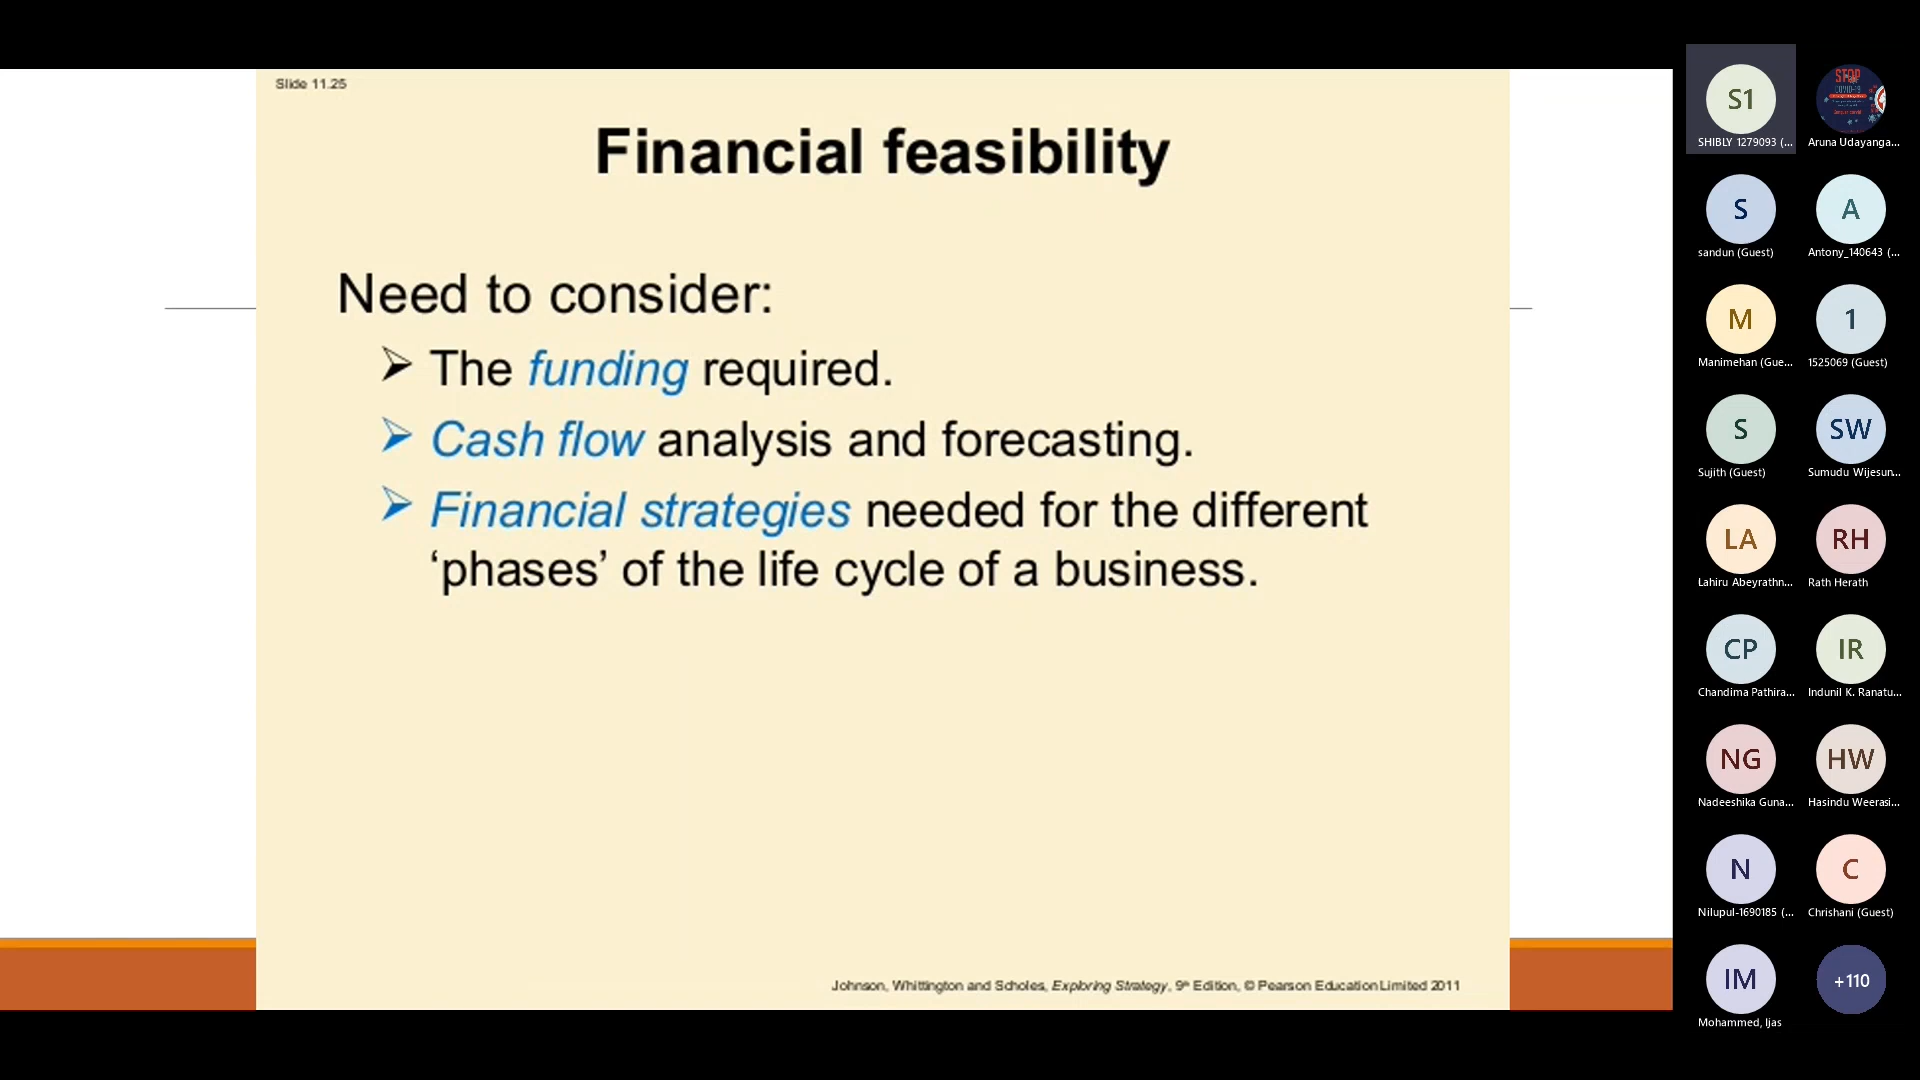 Slide 11.25
Financial feasibility
Need to consider:
➢ The funding required.
➢ Cash flow analysis and forecasting.
➢ Financial strategies needed for the different
‘phases’ of the life cycle of a business.
Johnson, Whittington and Scholes, Exploring Strategy, 9th Edition, © Pearson Education Limited 2011
S1
SHIBLY 1279093 (...
STOP
COVID-19
Aruna Udayanga...
S
sandun (Guest)
A
Antony_140643 (...
M
Manimehan (Gue...
1
1525069 (Guest)
S
Sujith (Guest)
SW
Sumudu Wijesun...
LA
Lahiru Abeyrathn...
RH
Rath Herath
CP
Chandima Pathira...
IR
Indunil K. Ranatu...
NG
Nadeeshika Guna...
HW
Hasindu Weerasi...
N
Nilupul-1690185 (...
C
Chrishani (Guest)
IM
Mohammed, Ijas
+110